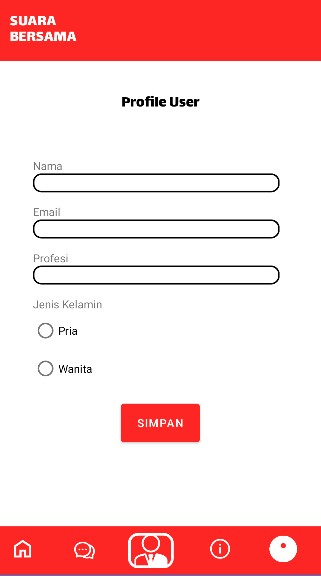 SUARA
BERSAMA
Profile User
Nama
Email
Profesi
Jenis Kelamin
Pria
Wanita
SIMPAN